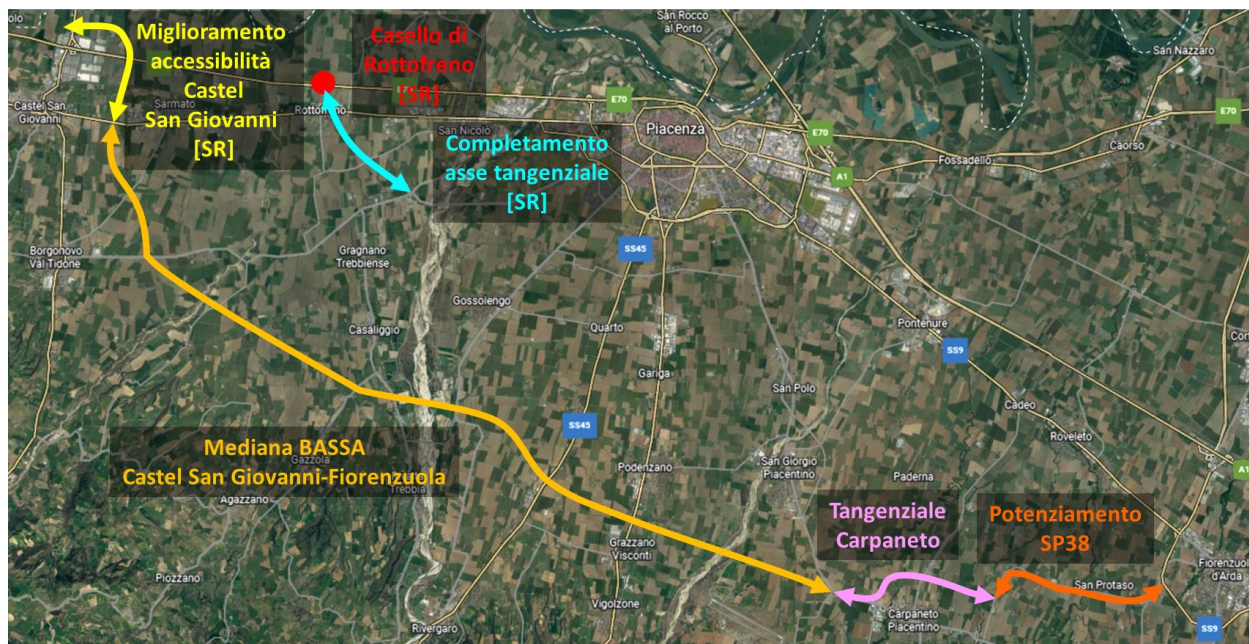 Miglioramento
accessibilità
Castel
San Giovanni
[SR]
Casello di
Rottofreno
[SR]
San Rocco
al Porto
San Nazzaro
E70
E70
Castel San
Giovanni
Sarmato
Rottofreno
San Nicolo
E70
Piacenza
Caorso
Fossadello
A1
Completamento
asse tangenziale
[SR]
Borgonovo
Val Tidone
Gragnano
Trebbiense
SS45
Gossolengo
Casaliggio
Quarto
Pontenure
SS9
Gariga
San Polo
Cadeo
Roveleto
SS45
Mediana BASSA
Castel San Giovanni-Fiorenzuola
Gazzola
Agazzano
Trebbia
Podenzano
San Giorgio
Piacentino
Paderna
A1
Tangenziale
Carpaneto
Potenziamento
SP38
Grazzano
Visconti
Piozzano
Vigolzone
San Protaso
Fiorenzuola
d'Arda
Carpaneto
Piacentino
Rivergaro
SS9